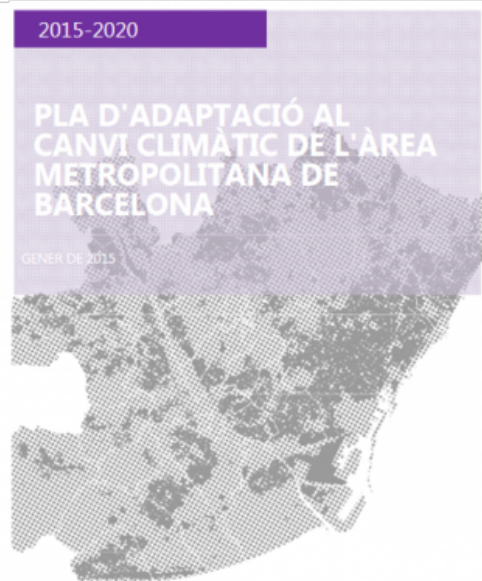 2015-2020
PLA D'ADAPTACIÓ AL
CANVI CLIMÀTIC DE L'ÀREA
METROPOLITANA DE
BARCELONA
GENER DE 2015